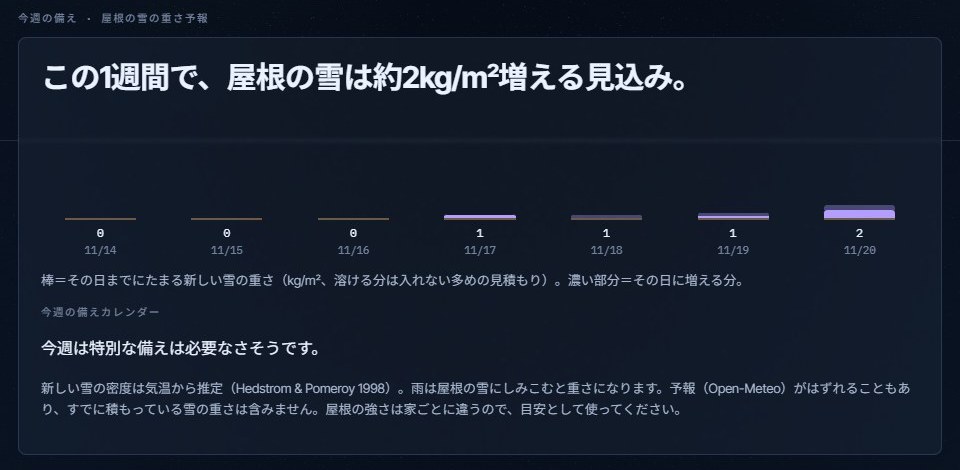 今週の備え ・ 屋根の雪の重さ予報
この1週間で、屋根の雪は約2kg/m²増える見込み。
0 0 0 1 1 1 2
11/14 11/15 11/16 11/17 11/18 11/19 11/20
棒＝その日までにたまる新しい雪の重さ（kg/m²、溶ける分は入れない多めの見積もり）。濃い部分＝その日に増える分。
今週の備えカレンダー
今週は特別な備えは必要なさそうです。
新しい雪の密度は気温から推定（Hedstrom & Pomeroy 1998）。雨は屋根の雪にしみこむと重さになります。予報（Open-Meteo）がはずれることもあ
り、すでに積もっている雪の重さは含みません。屋根の強さは家ごとに違うので、目安として使ってください。